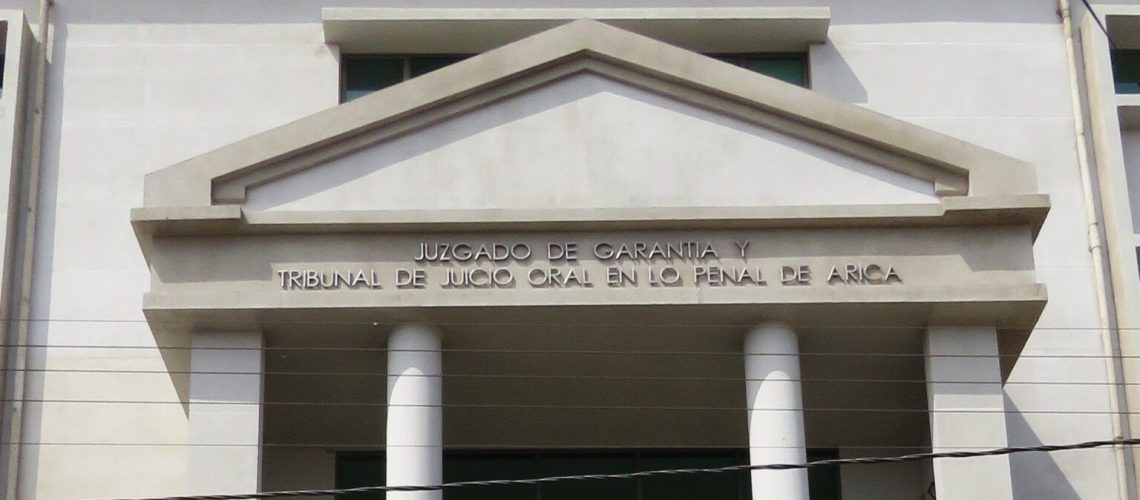 JUZGADO DE GARANTIA Y
TRIBUNAL DE JUICIO ORAL EN LO PENAL DE ARICA